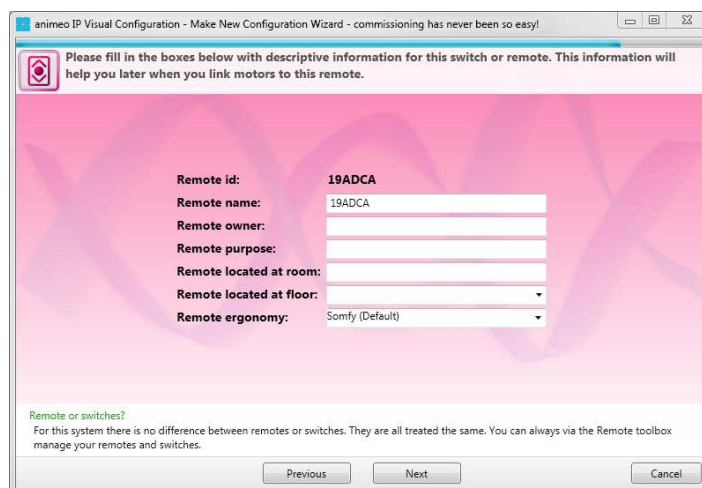 animeo IP Visual Configuration - Make New Configuration Wizard - commissioning has never been so easy!
Please fill in the boxes below with descriptive information for this switch or remote. This information will
help you later when you link motors to this remote.
Remote id: 19ADCA
Remote name: 19ADCA
Remote owner:
Remote purpose:
Remote located at room:
Remote located at floor:
Remote ergonomy: Somfy (Default)
Remote or switches?
For this system there is no difference between remotes or switches. They are all treated the same. You can always via the Remote toolbox
manage your remotes and switches.
Previous Next Cancel